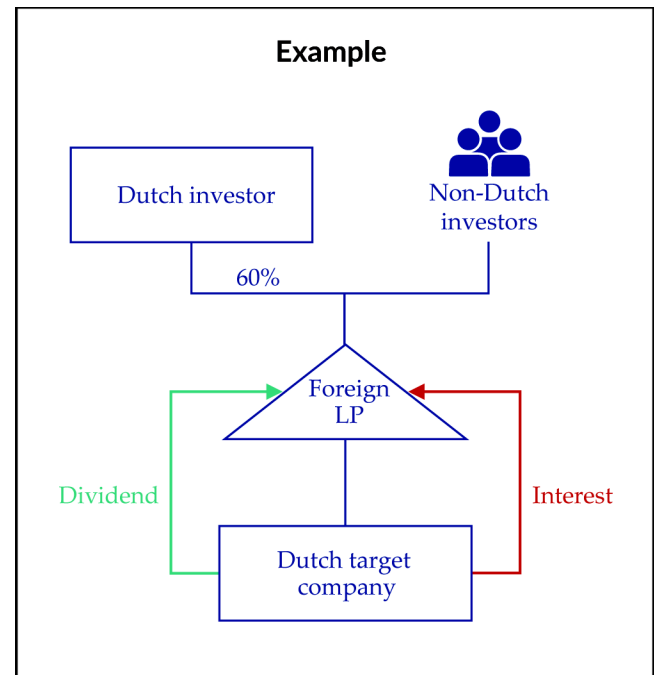 Example
Dutch investor
Non-Dutch
investors
60%
Foreign
LP
Dividend
Interest
Dutch target
company